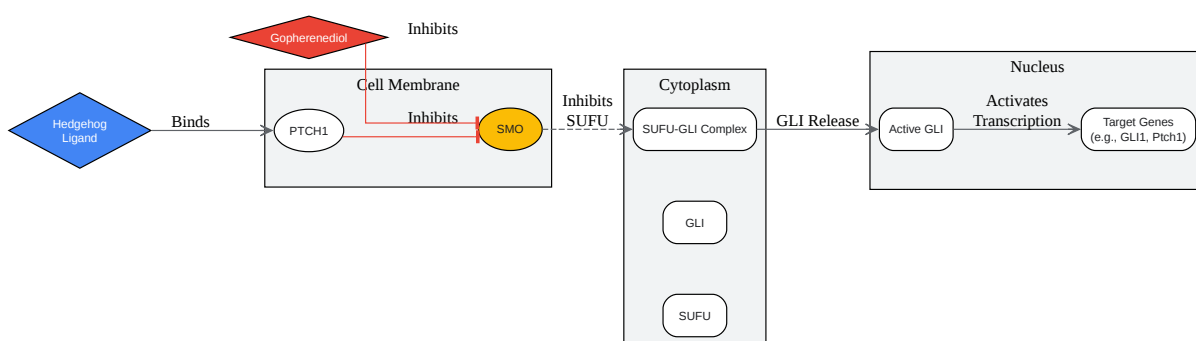 Gopherenediol
Inhibits
Cell Membrane
Cytoplasm
Nucleus
Hedgehog
Ligand
Binds
PTCH1
Inhibits
SMO
Inhibits
SUFU
SUFU-GLI Complex
GLI Release
Active GLI
Activates
Transcription
Target Genes
(e.g., GLI1, Ptch1)
GLI
SUFU